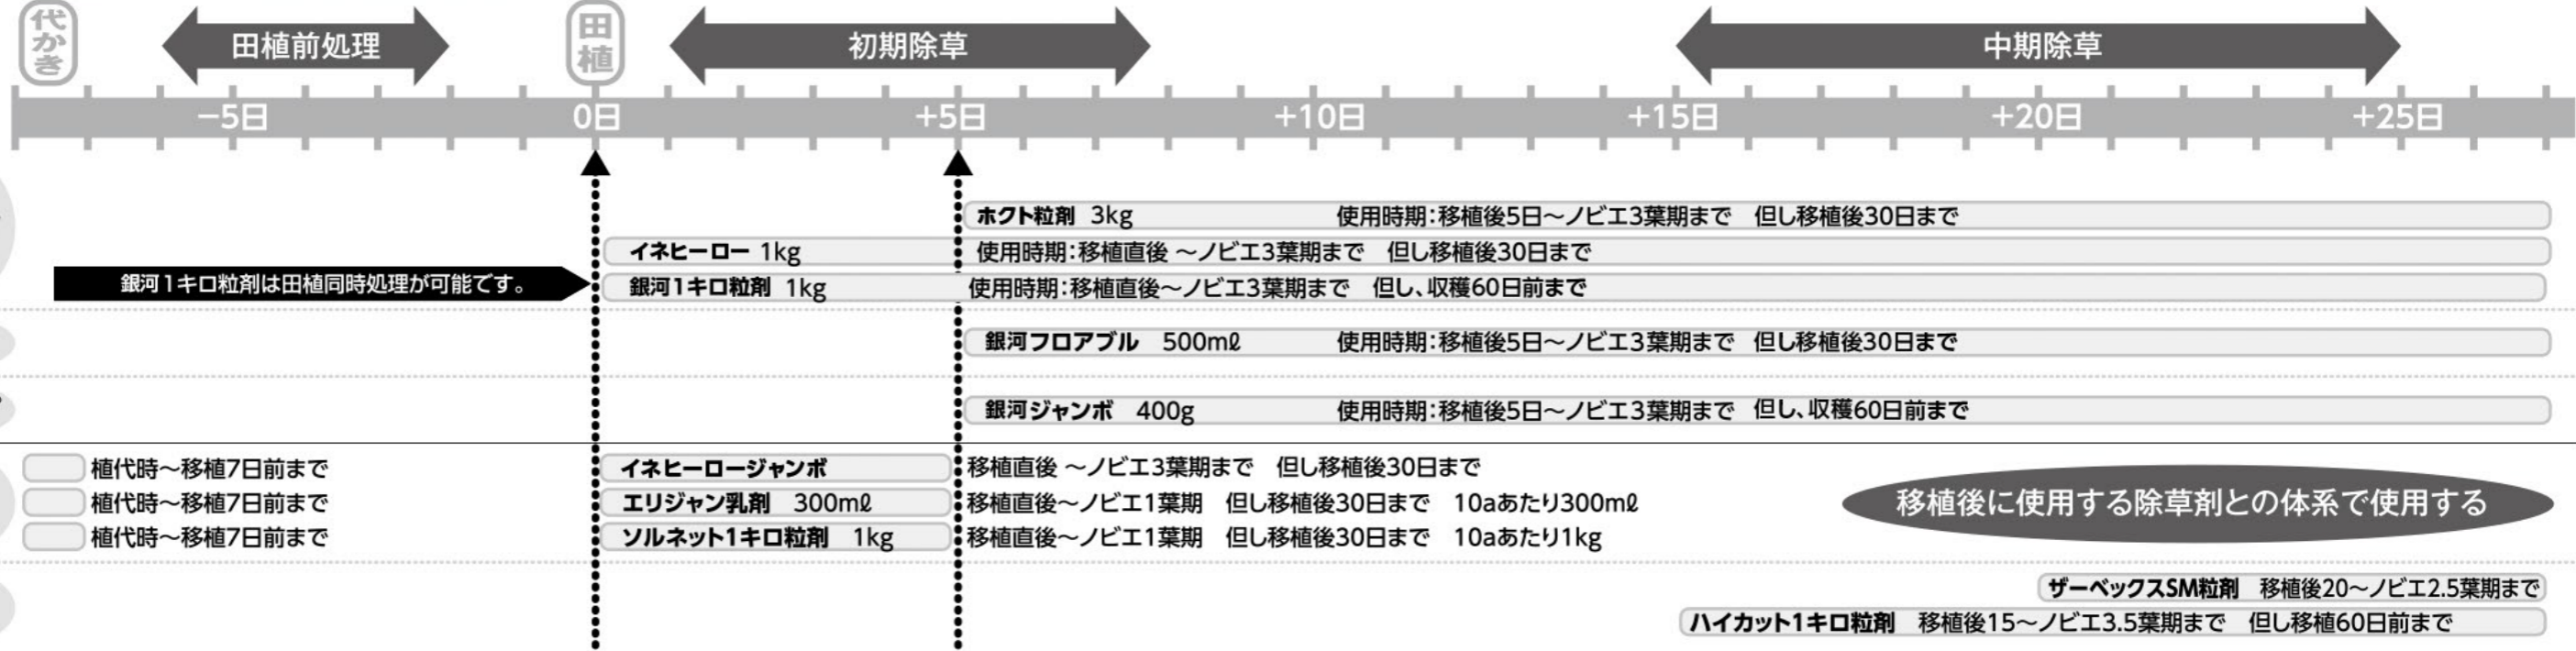 代かき
田植前処理
田植
初期除草
中期除草
−5日
0日
+5日
+10日
+15日
+20日
+25日
ホクト粒剤 3kg 使用時期：移植後5日〜ノビエ3葉期まで 但し移植後30日まで
イネヒーロー 1kg 使用時期：移植直後 〜ノビエ3葉期まで 但し移植後30日まで
銀河1キロ粒剤は田植同時処理が可能です。
銀河1キロ粒剤 1kg 使用時期：移植直後〜ノビエ3葉期まで 但し、収穫60日前まで
銀河フロアブル 500mℓ 使用時期：移植後5日〜ノビエ3葉期まで 但し移植後30日まで
銀河ジャンボ 400g 使用時期：移植後5日〜ノビエ3葉期まで 但し、収穫60日前まで
植代時〜移植7日前まで
イネヒーロージャンボ 移植直後 〜ノビエ3葉期まで 但し移植後30日まで
植代時〜移植7日前まで
エリジャン乳剤 300mℓ 移植直後〜ノビエ1葉期 但し移植後30日まで 10aあたり300mℓ
植代時〜移植7日前まで
ソルネット1キロ粒剤 1kg 移植直後〜ノビエ1葉期 但し移植後30日まで 10aあたり1kg
移植後に使用する除草剤との体系で使用する
ザーベックスSM粒剤 移植後20〜ノビエ2.5葉期まで
ハイカット1キロ粒剤 移植後15〜ノビエ3.5葉期まで 但し移植60日前まで